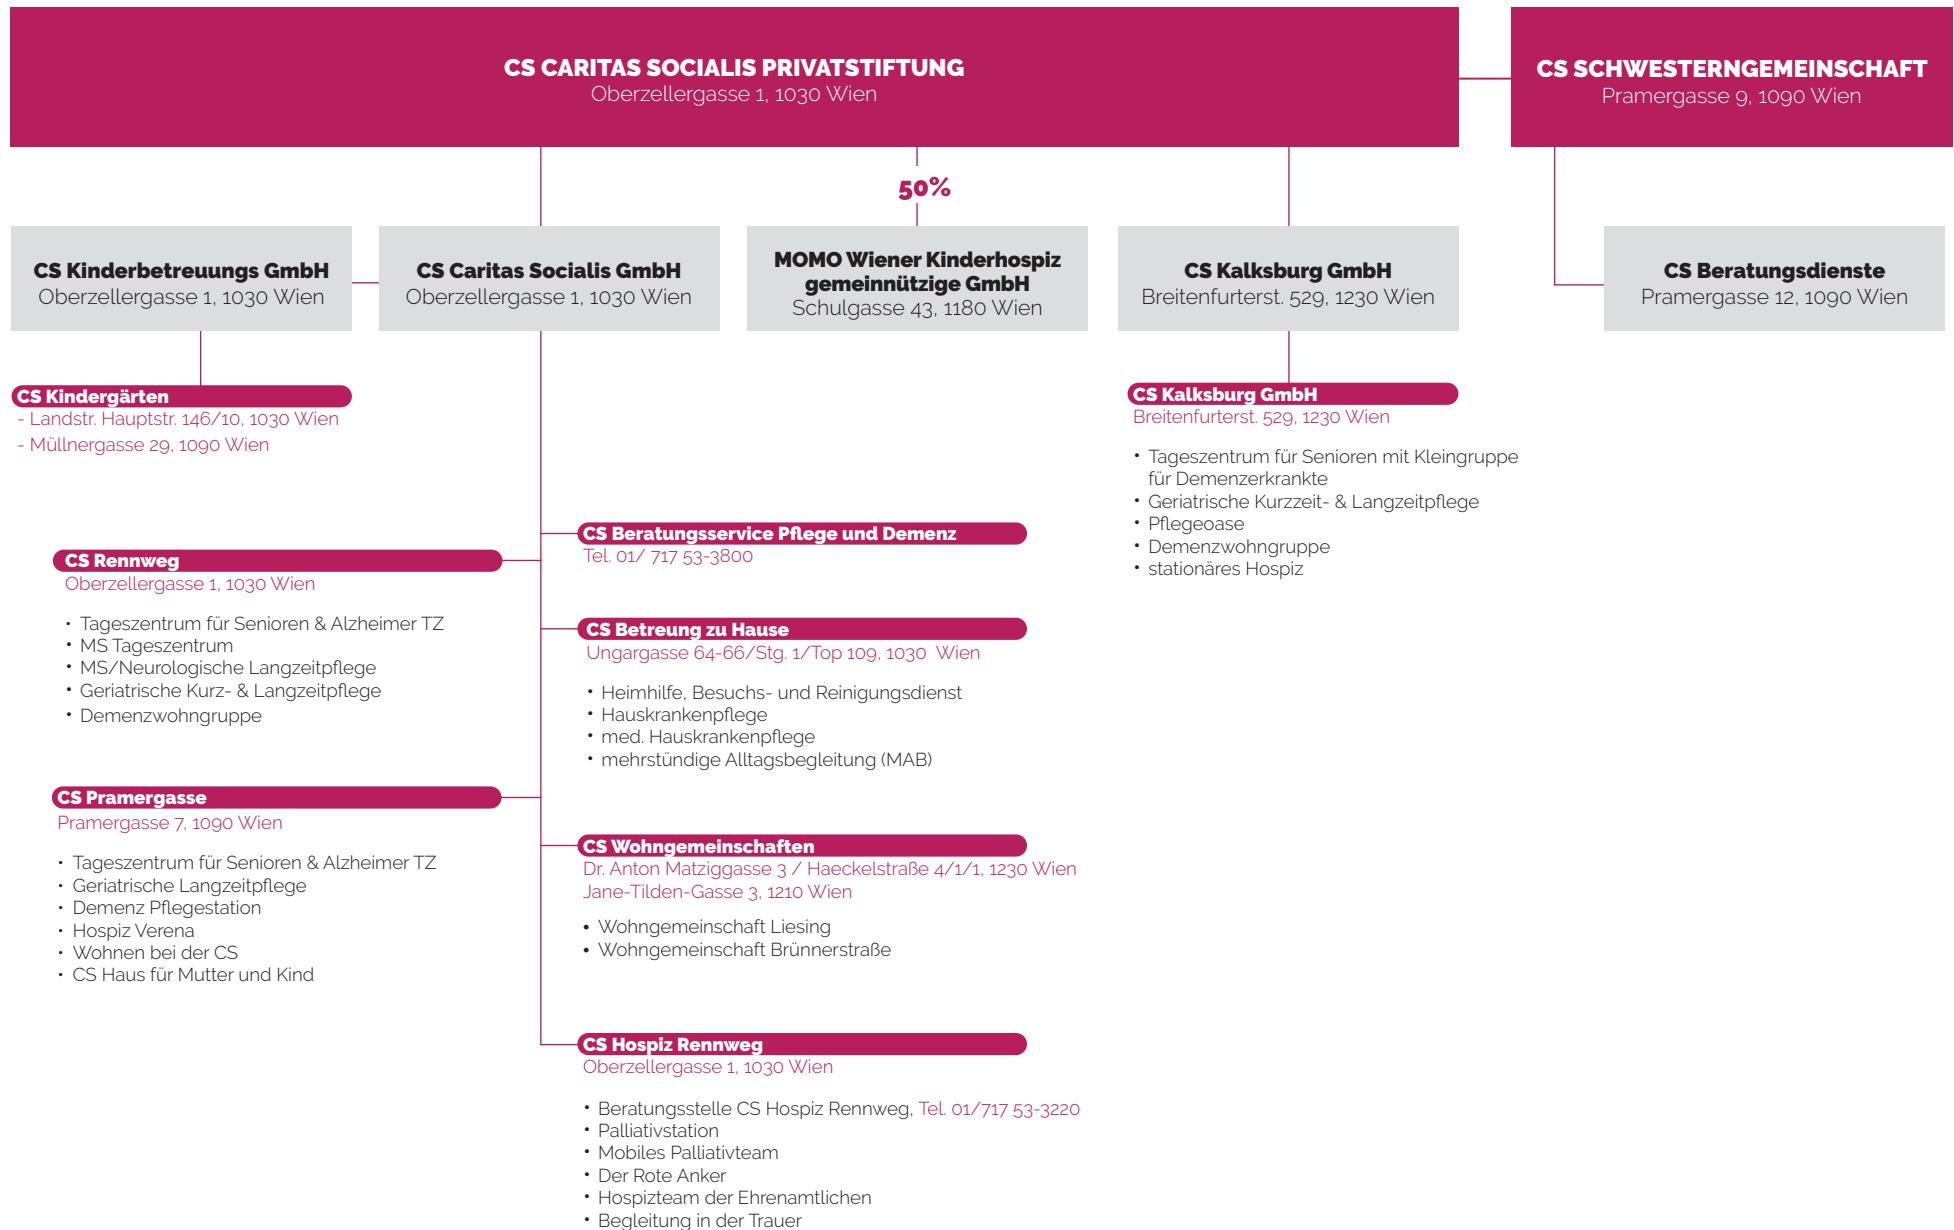 CS CARITAS SOCIALIS PRIVATSTIFTUNG
Oberzellergasse 1, 1030 Wien
CS SCHWESTERNGEMEINSCHAFT
Pramergasse 9, 1090 Wien
50%
CS Kinderbetreuungs GmbH
Oberzellergasse 1, 1030 Wien
CS Caritas Socialis GmbH
Oberzellergasse 1, 1030 Wien
MOMO Wiener Kinderhospiz
gemeinnützige GmbH
Schulgasse 43, 1180 Wien
CS Kalksburg GmbH
Breitenfurterst. 529, 1230 Wien
CS Beratungsdienste
Pramergasse 12, 1090 Wien
CS Kindergärten
- Landstr. Hauptstr. 146/10, 1030 Wien
- Müllnergasse 29, 1090 Wien
CS Kalksburg GmbH
Breitenfurterst. 529, 1230 Wien
• Tageszentrum für Senioren mit Kleingruppe
für Demenzerkrankte
• Geriatrische Kurzzeit- & Langzeitpflege
• Pflegeoase
• Demenzwohngruppe
• stationäres Hospiz
CS Rennweg
Oberzellergasse 1, 1030 Wien
• Tageszentrum für Senioren & Alzheimer TZ
• MS Tageszentrum
• MS/Neurologische Langzeitpflege
• Geriatrische Kurz- & Langzeitpflege
• Demenzwohngruppe
CS Pramergasse
Pramergasse 7, 1090 Wien
• Tageszentrum für Senioren & Alzheimer TZ
• Geriatrische Langzeitpflege
• Demenz Pflegestation
• Hospiz Verena
• Wohnen bei der CS
• CS Haus für Mutter und Kind
CS Beratungsservice Pflege und Demenz
Tel. 01/ 717 53-3800
CS Betreung zu Hause
Ungargasse 64-66/Stg. 1/Top 109, 1030 Wien
• Heimhilfe, Besuchs- und Reinigungsdienst
• Hauskrankenpflege
• med. Hauskrankenpflege
• mehrstündige Alltagsbegleitung (MAB)
CS Wohngemeinschaften
Dr. Anton Matziggasse 3 / Haeckelstraße 4/1/1, 1230 Wien
Jane-Tilden-Gasse 3, 1210 Wien
• Wohngemeinschaft Liesing
• Wohngemeinschaft Brünnerstraße
CS Hospiz Rennweg
Oberzellergasse 1, 1030 Wien
• Beratungsstelle CS Hospiz Rennweg, Tel. 01/717 53-3220
• Palliativstation
• Mobiles Palliativteam
• Der Rote Anker
• Hospizteam der Ehrenamtlichen
• Begleitung in der Trauer